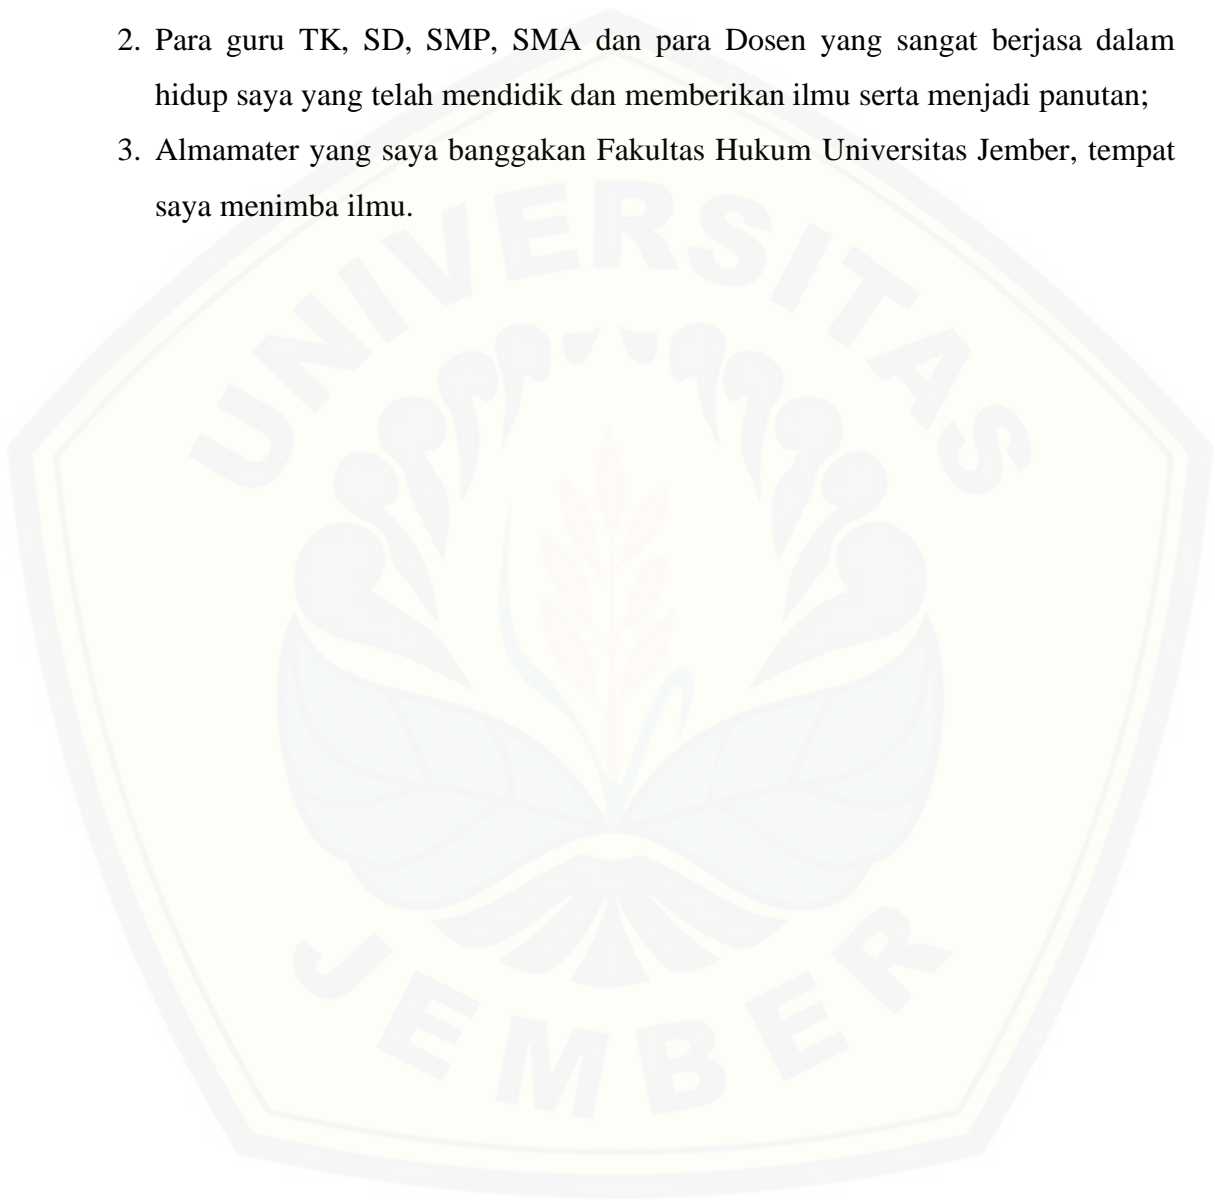 2. Para guru TK, SD, SMP, SMA dan para Dosen yang sangat berjasa dalam
hidup saya yang telah mendidik dan memberikan ilmu serta menjadi panutan;
3. Almamater yang saya banggakan Fakultas Hukum Universitas Jember, tempat
saya menimba ilmu.
UNIVERSITAS
JEMBER